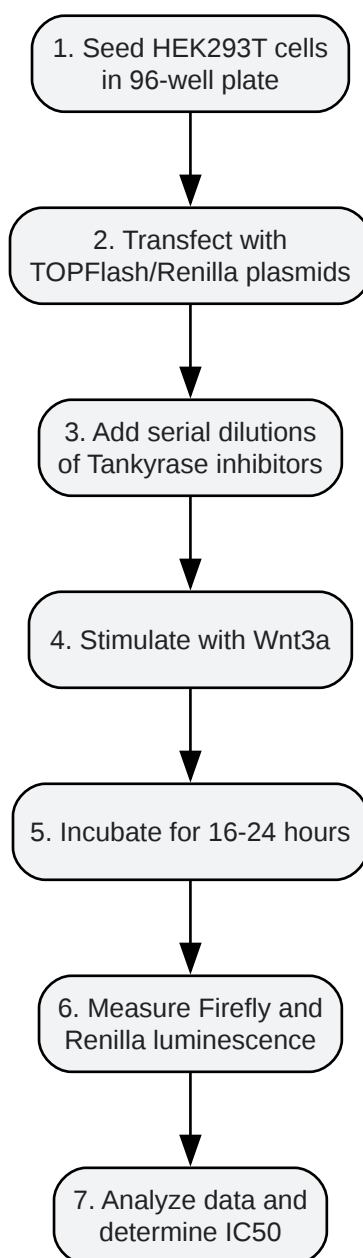 1. Seed HEK293T cells
in 96-well plate
2. Transfect with
TOPFlash/Renilla plasmids
3. Add serial dilutions
of Tankyrase inhibitors
4. Stimulate with Wnt3a
5. Incubate for 16-24 hours
6. Measure Firefly and
Renilla luminescence
7. Analyze data and
determine IC50